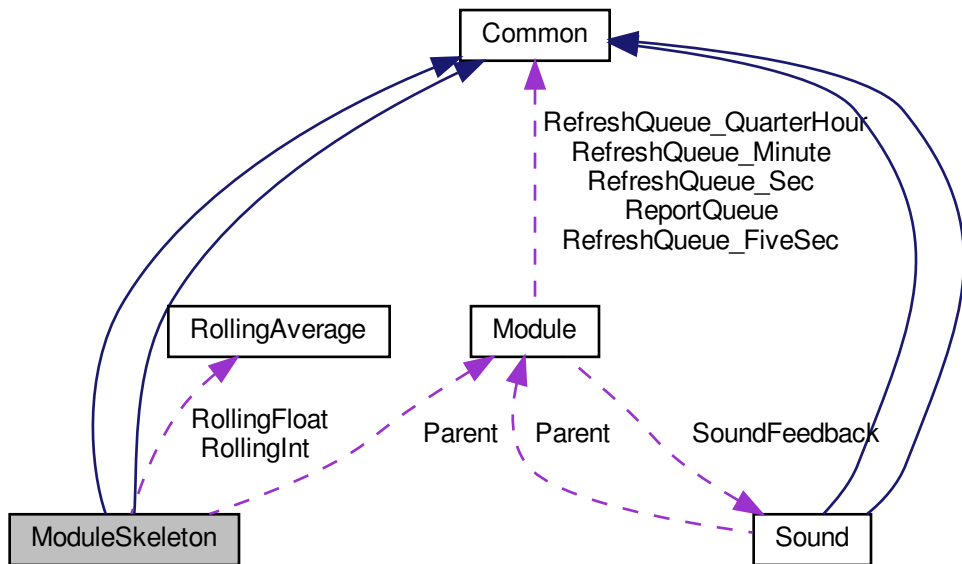 Common
RefreshQueue_QuarterHour
RefreshQueue_Minute
RefreshQueue_Sec
ReportQueue
RefreshQueue_FiveSec
RollingAverage
Module
RollingFloat
RollingInt
Parent
Parent
SoundFeedback
ModuleSkeleton
Sound